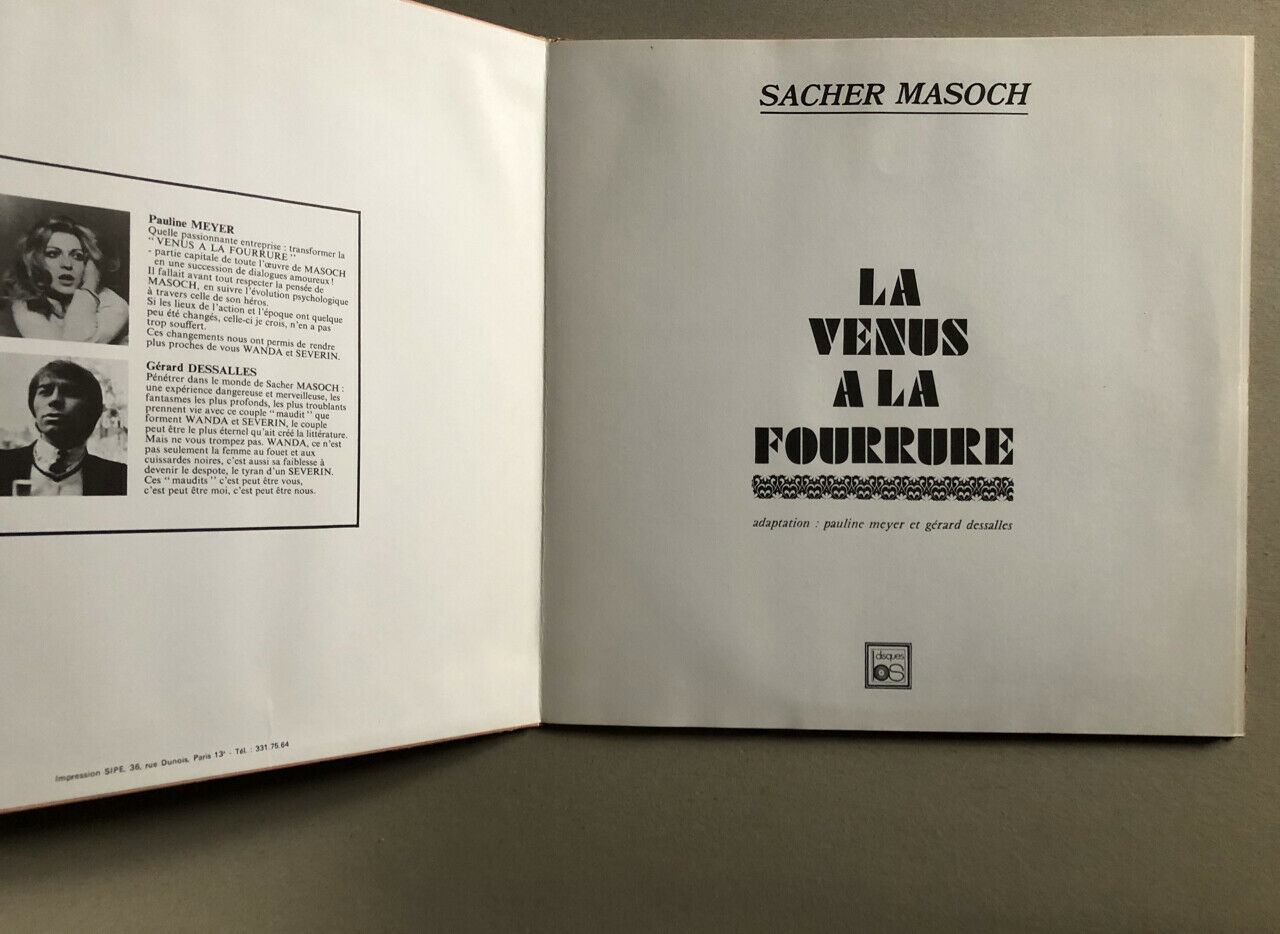 Pauline MEYER
Quelle passionnante entreprise : transformer la
" VENUS A LA FOURRURE "
- partie capitale de toute l'œuvre de MASOCH
en une succession de dialogues amoureux !
Il fallait avant tout respecter la pensée de
MASOCH, en suivre l'évolution psychologique
à travers celle de son héros.
Si les lieux de l'action et l'époque ont quelque
peu été changés, celle-ci je crois, n'en a pas
trop souffert.
Ces changements nous ont permis de rendre
plus proches de vous WANDA et SEVERIN.
Gérard DESSALLES
Pénétrer dans le monde de Sacher MASOCH :
une expérience dangereuse et merveilleuse, les
fantasmes les plus profonds, les plus troublants
prennent vie avec ce couple "maudit" que
forment WANDA et SEVERIN, le couple
peut être le plus éternel qu'ait créé la littérature.
Mais ne vous trompez pas. WANDA, ce n'est
pas seulement la femme au fouet et aux
cuissardes noires, c'est aussi sa faiblesse à
devenir le despote, le tyran d'un SEVERIN.
Ces "maudits" c'est peut être vous,
c'est peut être moi, c'est peut être nous.
Impression SIPE, 36, rue Dunois, Paris 13e - Tél. : 331.75.64
SACHER MASOCH
LA
VENUS
A LA
FOURRURE
adaptation : pauline meyer et gérard dessalles
disques
bs